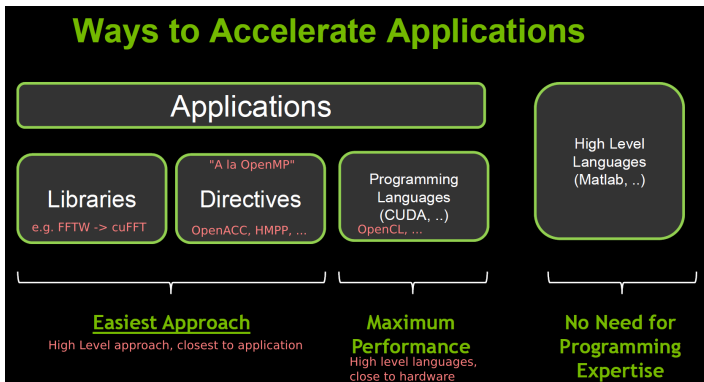 Ways to Accelerate Applications
Applications
High Level
Languages
(Matlab, ..)
Libraries
e.g. FFTW -> cuFFT
"A la OpenMP"
Directives
OpenACC, HMPP, ...
Programming
Languages
(CUDA, ..)
OpenCL, ...
Easiest Approach
High Level approach, closest to application
Maximum
Performance
High level languages,
close to hardware
No Need for
Programming
Expertise